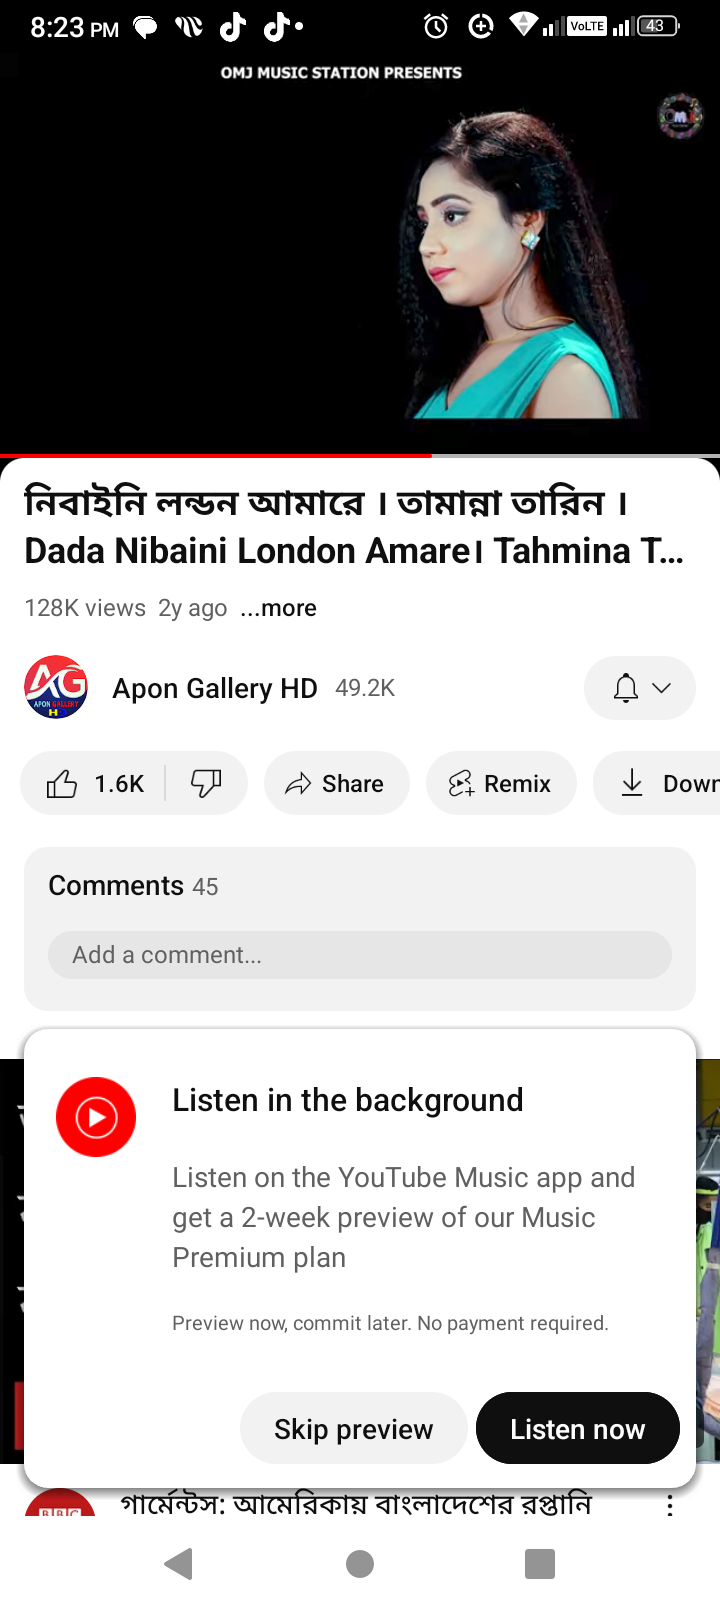 8:23 PM
VoLTE
43
OMJ MUSIC STATION PRESENTS
OMJ
নিবাইনি লন্ডন আমারে । তামান্না তারিন ।
Dada Nibaini London Amare। Tahmina T...
128K views 2y ago ...more
AG
APON GALLERY
H
Apon Gallery HD 49.2K
1.6K
Share
Remix
Down
Comments 45
Add a comment...
Listen in the background
Listen on the YouTube Music app and
get a 2-week preview of our Music
Premium plan
Preview now, commit later. No payment required.
Skip preview
Listen now
BBC
গার্মেন্টস: আমেরিকায় বাংলাদেশের রপ্তানি